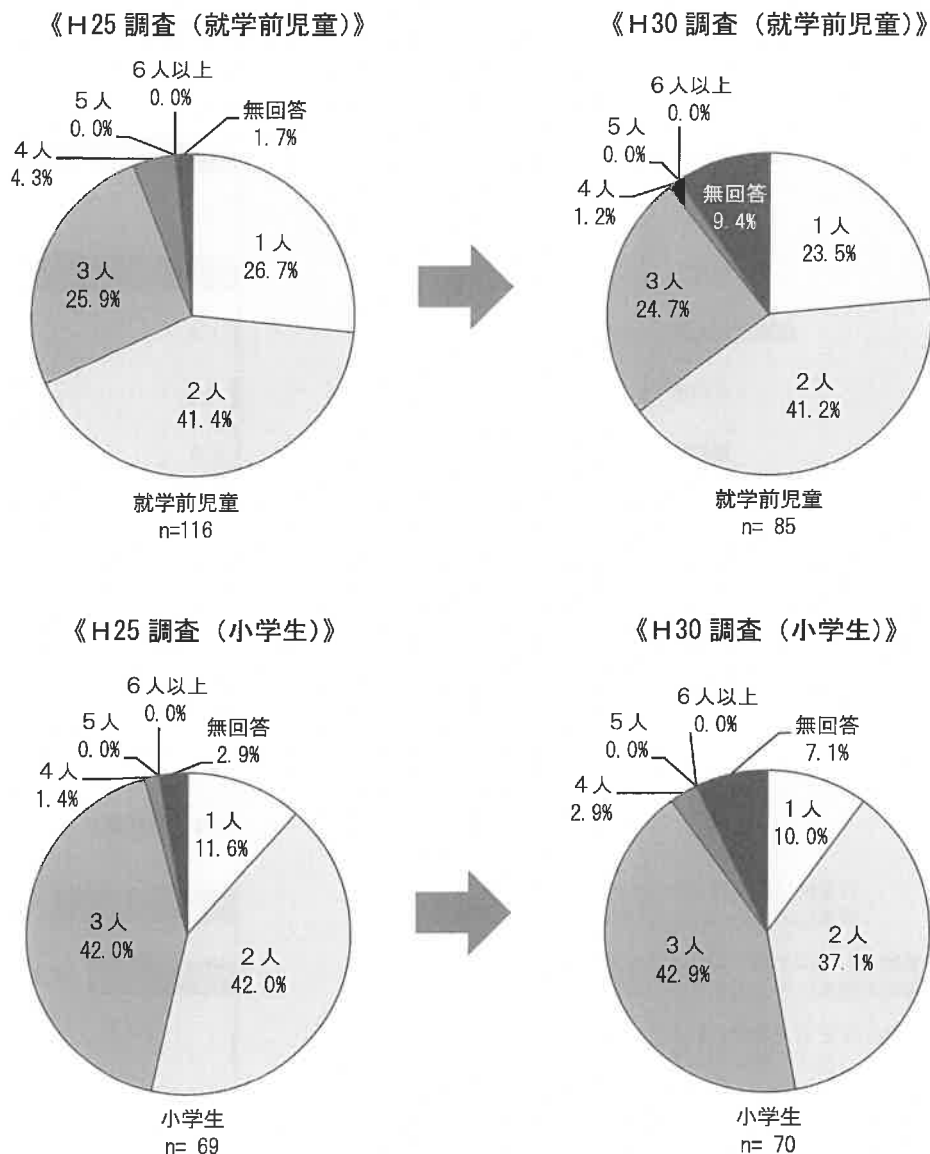 《H25 調査（就学前児童）》
6人以上
0.0%
5人
0.0%
無回答
1.7%
4人
4.3%
1人
26.7%
3人
25.9%
2人
41.4%
就学前児童
n=116
《H30 調査（就学前児童）》
6人以上
0.0%
5人
0.0%
4人
1.2%
無回答
9.4%
1人
23.5%
3人
24.7%
2人
41.2%
就学前児童
n= 85
《H25 調査（小学生）》
6人以上
0.0%
5人
0.0%
無回答
2.9%
4人
1.4%
1人
11.6%
3人
42.0%
2人
42.0%
小学生
n= 69
《H30 調査（小学生）》
6人以上
0.0%
5人
0.0%
無回答
7.1%
4人
2.9%
1人
10.0%
3人
42.9%
2人
37.1%
小学生
n= 70